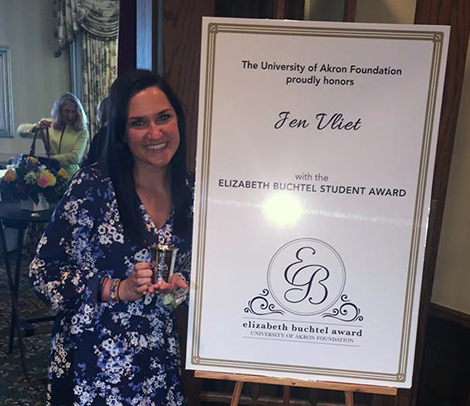 The University of Akron Foundation
proudly honors
Jen Vliet
with the
ELIZABETH BUCHTEL STUDENT AWARD
EB
elizabeth buchtel award
UNIVERSITY OF AKRON FOUNDATION